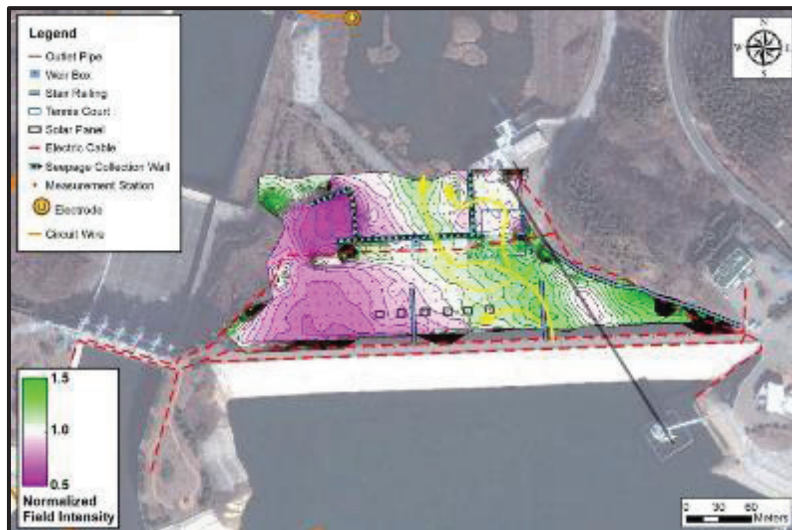 Legend
Outlet Pipe
Weir Box
Stair Railing
Tennis Court
Solar Panel
Electric Cable
Seepage Collection Wall
Measurement Station
Electrode
Circuit Wire
N
W E
S
1.5
1.0
0.5
Normalized
Field Intensity
0 30 60
Meters